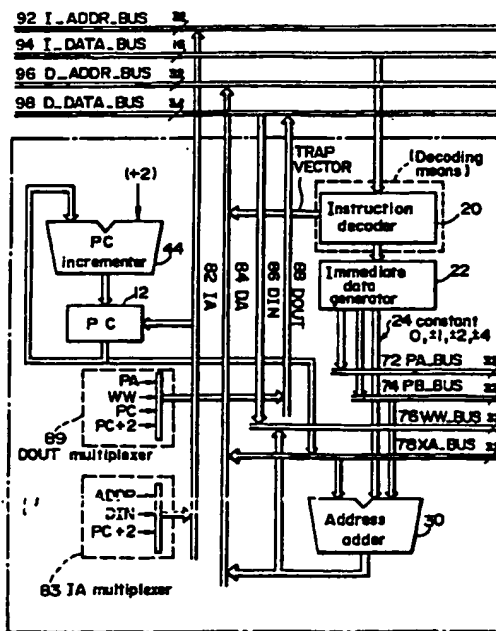 92 I_ADDR_BUS 32
94 I_DATA_BUS 16
96 D_ADDR_BUS 32
98 D_DATA_BUS 32
TRAP
VECTOR
(Decoding
means)
(+2)
Instruction
decoder
20
PC
incrementer
44
82 IA
84 DA
86 DIN
88 DOUT
Immediate
data
generator
22
12
PC
24 constant
0, ±1, ±2, ±4
72 PA_BUS
74 PB_BUS
76 WW_BUS
78 XA_BUS
PA
WW
PC
PC+2
89
DOUT multiplexer
ADDR
DIN
PC+2
83 IA multiplexer
Address
adder
30